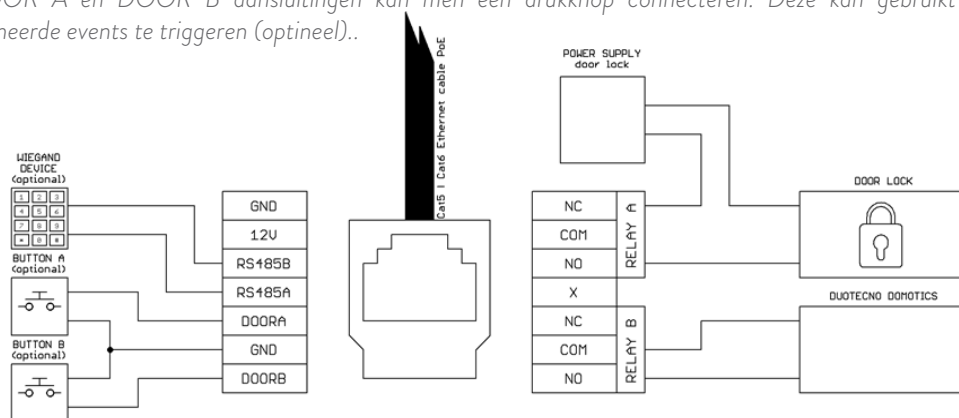 OOR A en DOOR B aansluitingen kan men een drukknop connecteren. Deze kan gebruikt
neerde events te triggeren (optineel)..
Cat5 | Cat6 Ethernet cable PoE
POWER SUPPLY
door lock
WIEGAND
DEVICE
(optional)
1 2 3
4 5 6
7 8 9
* 0 #
BUTTON A
(optional)
BUTTON B
(optional)
GND
12V
RS485B
RS485A
DOORA
GND
DOORB
NC
COM
NO
RELAY A
X
NC
COM
NO
RELAY B
DOOR LOCK
DUOTECNO DOMOTICS